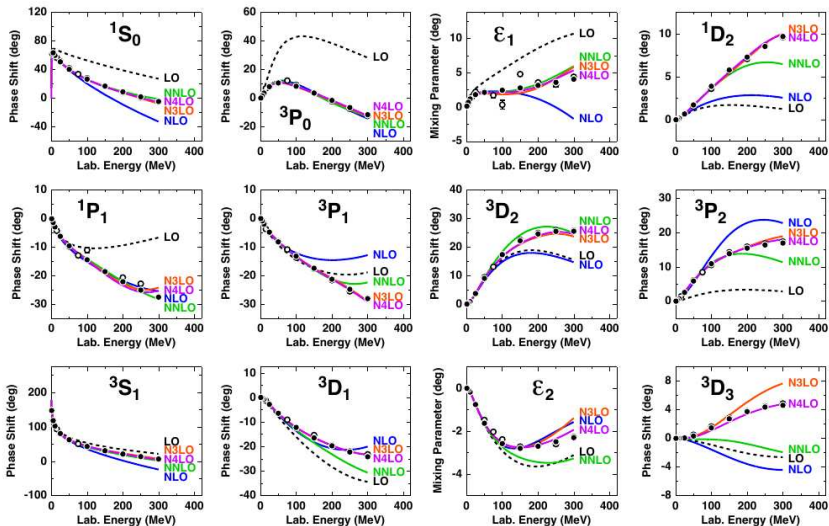 ¹S₀
Phase Shift (deg)
120
80
40
0
-40
LO
NNLO
N4LO
N3LO
NLO
0 100 200 300 400
Lab. Energy (MeV)
³P₀
Phase Shift (deg)
60
40
20
0
-20
LO
N4LO
N3LO
NNLO
NLO
0 100 200 300 400
Lab. Energy (MeV)
ε₁
Mixing Parameter (deg)
10
5
0
-5
LO
NNLO
N3LO
N4LO
NLO
0 100 200 300 400
Lab. Energy (MeV)
¹D₂
Phase Shift (deg)
10
5
0
N3LO
N4LO
NNLO
NLO
LO
0 100 200 300 400
Lab. Energy (MeV)
¹P₁
Phase Shift (deg)
10
0
-10
-20
-30
LO
N3LO
N4LO
NLO
NNLO
0 100 200 300 400
Lab. Energy (MeV)
³P₁
Phase Shift (deg)
10
0
-10
-20
-30
NLO
LO
NNLO
N3LO
N4LO
0 100 200 300 400
Lab. Energy (MeV)
³D₂
Phase Shift (deg)
40
30
20
10
0
NNLO
N4LO
N3LO
LO
NLO
0 100 200 300 400
Lab. Energy (MeV)
³P₂
Phase Shift (deg)
30
20
10
0
NLO
N3LO
N4LO
NNLO
LO
0 100 200 300 400
Lab. Energy (MeV)
³S₁
Phase Shift (deg)
200
100
0
-100
LO
N3LO
N4LO
NNLO
NLO
0 100 200 300 400
Lab. Energy (MeV)
³D₁
Phase Shift (deg)
10
0
-10
-20
-30
-40
NLO
N3LO
N4LO
NNLO
LO
0 100 200 300 400
Lab. Energy (MeV)
ε₂
Mixing Parameter (deg)
0
-2
-4
N3LO
NLO
N4LO
LO
NNLO
0 100 200 300 400
Lab. Energy (MeV)
³D₃
Phase Shift (deg)
8
4
0
-4
-8
N3LO
N4LO
NNLO
LO
NLO
0 100 200 300 400
Lab. Energy (MeV)